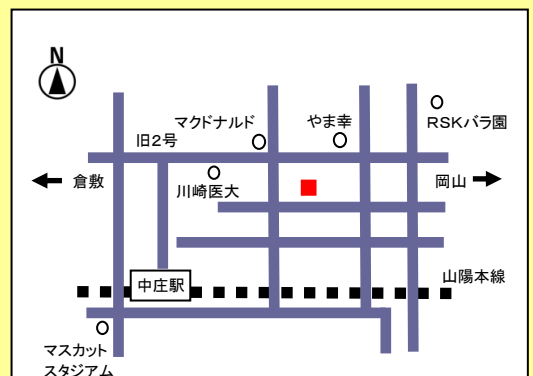 N
マクドナルド
やま幸
RSKバラ園
旧2号
倉敷
川崎医大
岡山
中庄駅
山陽本線
マスカット
スタジアム